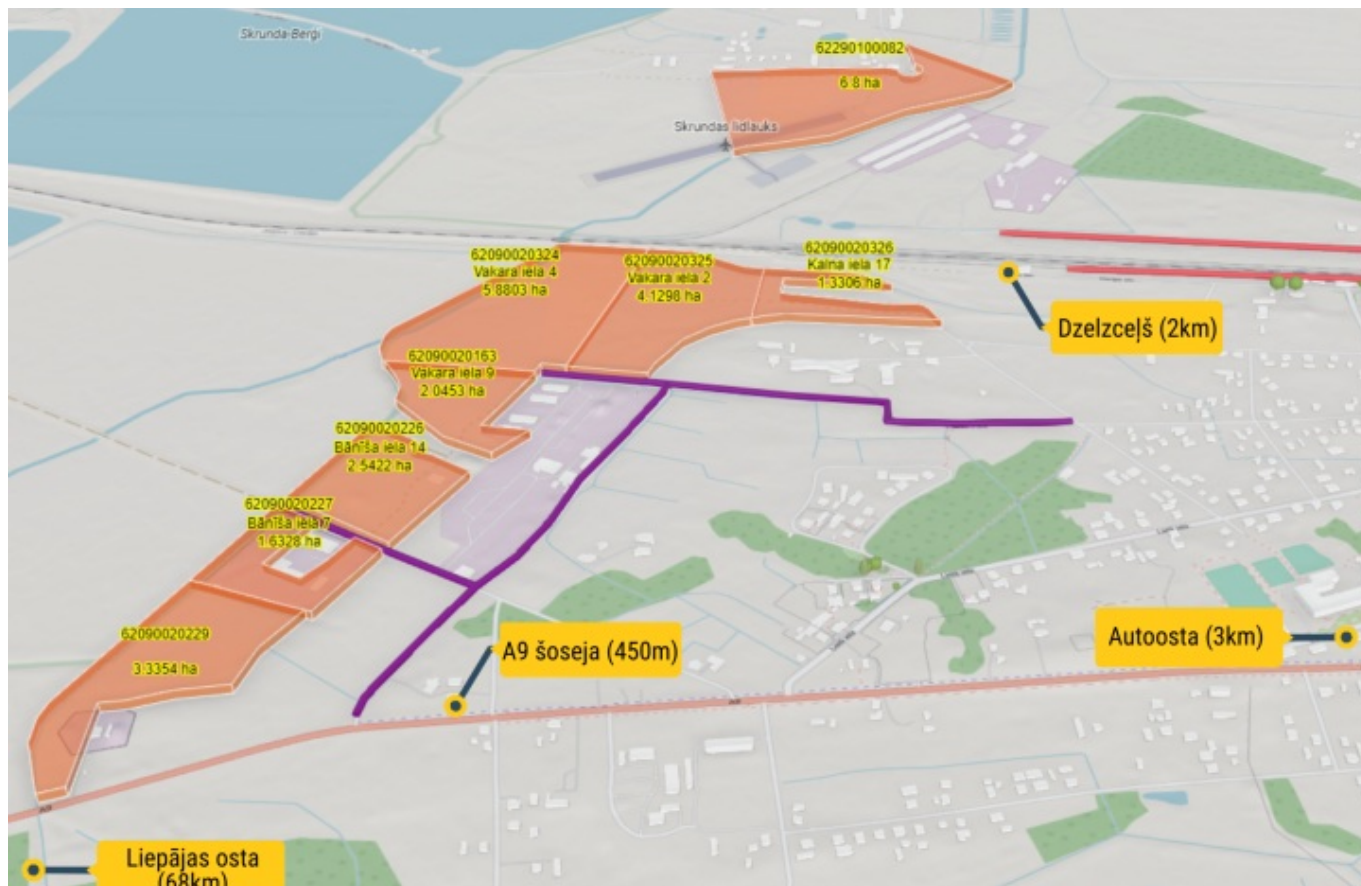 Skrunda-Berģi
62290100082
6.8 ha
Skrundas lidlauks
62090020324
Vakara iela 4
5.8803 ha
62090020325
Vakara iela 2
4.1298 ha
62090020326
Kalna iela 17
1.3306 ha
Dzelzceļš (2km)
62090020163
Vakara iela 9
2.0453 ha
62090020226
Bānīša iela 14
2.5422 ha
62090020227
Bānīša iela 7
1.6328 ha
62090020229
3.3354 ha
A9 šoseja (450m)
Autoosta (3km)
Liepājas osta
(68km)